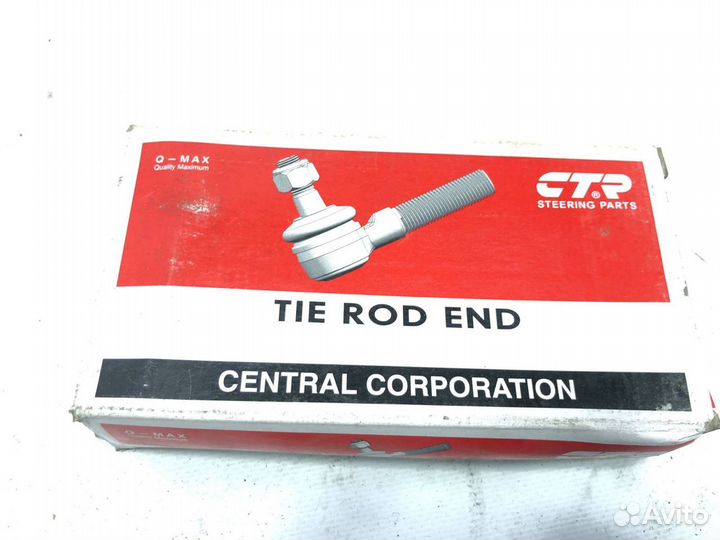 Q-MAX
Quality Maximum
CTR
®
STEERING PARTS
TIE ROD END
CENTRAL CORPORATION
Q-MAX
Avito